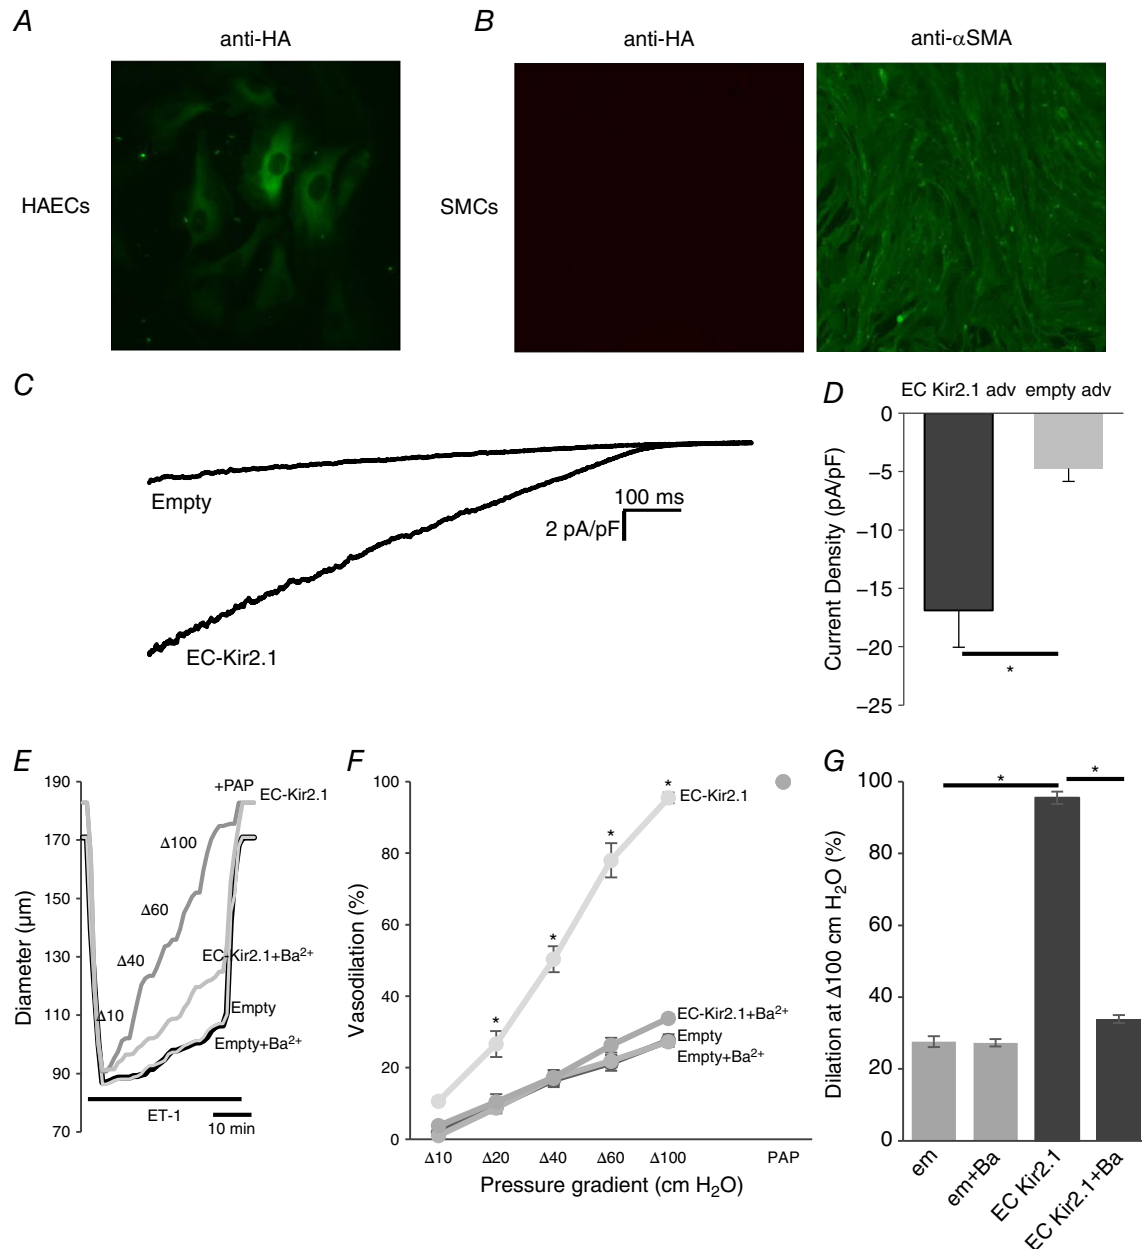 A
anti-HA
HAECs
B
anti-HA
anti-αSMA
SMCs
C
Empty
100 ms
2 pA/pF
EC-Kir2.1
D
EC Kir2.1 adv empty adv
0
−5
−10
−15
−20
−25
Current Density (pA/pF)
*
E
190
170
150
130
110
90
70
Diameter (µm)
+PAP
EC-Kir2.1
Δ100
Δ60
Δ40
Δ10
EC-Kir2.1+Ba²⁺
Empty
Empty+Ba²⁺
ET-1
10 min
F
100
80
60
40
20
0
Vasodilation (%)
*
*
*
*
EC-Kir2.1
EC-Kir2.1+Ba²⁺
Empty
Empty+Ba²⁺
Δ10 Δ20 Δ40 Δ60 Δ100 PAP
Pressure gradient (cm H₂O)
G
100
80
60
40
20
0
Dilation at Δ100 cm H₂O (%)
*
*
em
em+Ba
EC Kir2.1
EC Kir2.1+Ba